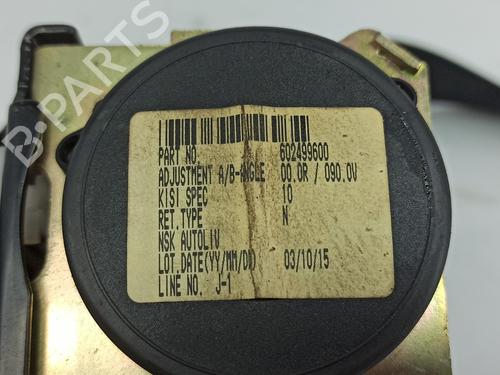 PART NO. 602499600
ADJUSTMENT A/B-ANGLE 00.0R / 090.0V
KISI SPEC 10
RET.TYPE N
NSK AUTOLIV
LOT.DATE(YY/MM/DD) 03/10/15
LINE NO. J-1
B-PARTS